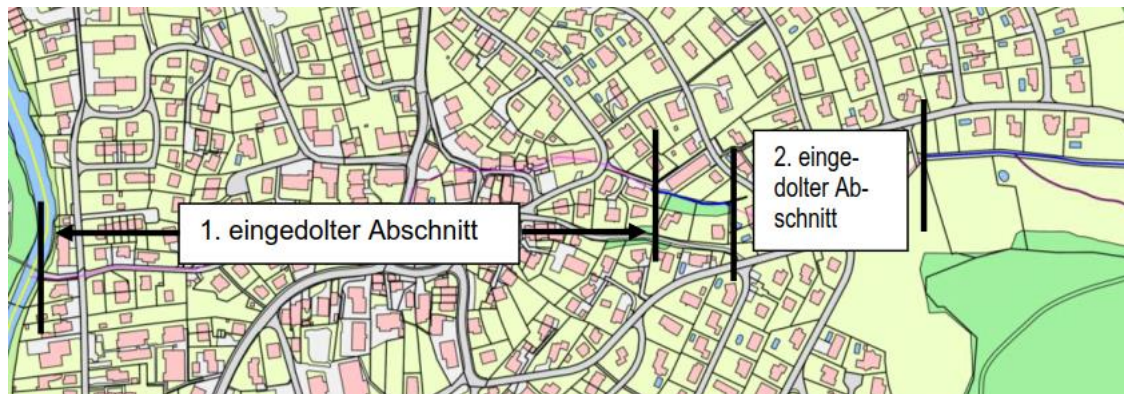 1. eingedolter Abschnitt
2. einge-
dolter Ab-
schnitt